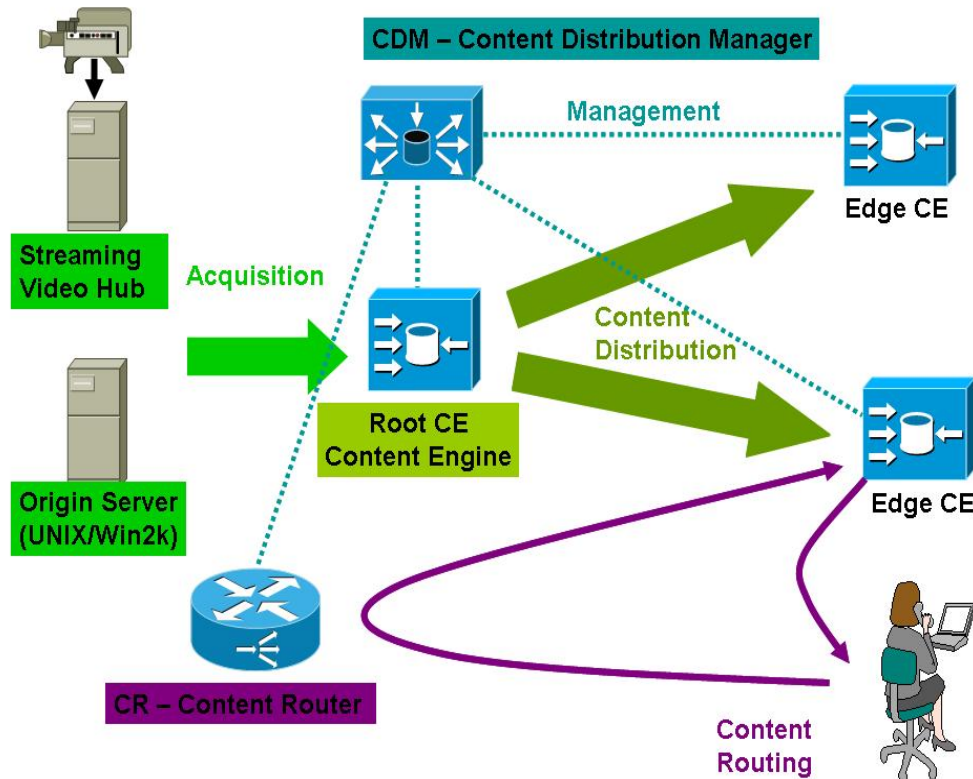 CDM – Content Distribution Manager
Management
Edge CE
Streaming
Video Hub
Acquisition
Content
Distribution
Root CE
Content Engine
Origin Server
(UNIX/Win2k)
Edge CE
CR – Content Router
Content
Routing